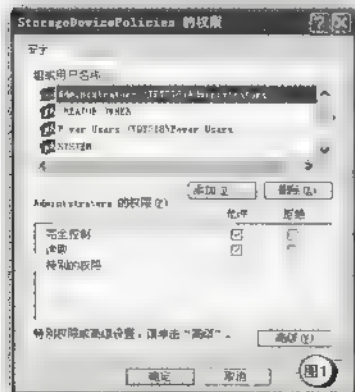 StorageDevicePolicies 的权限
安全
组或用户名称
CREATOR OWNER
Power Users
SYSTEM
添加
删除
Administrators 的权限
允许
拒绝
完全控制
读取
特别的权限
特别权限或高级设置，请单击“高级”。
高级
确定
取消
图1